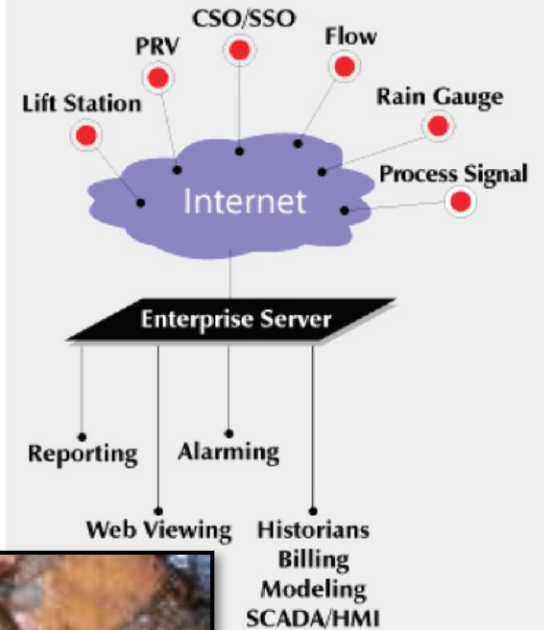 CSO/SSO
PRV
Flow
Lift Station
Rain Gauge
Process Signal
Internet
Enterprise Server
Reporting
Alarming
Web Viewing
Historians
Billing
Modeling
SCADA/HMI